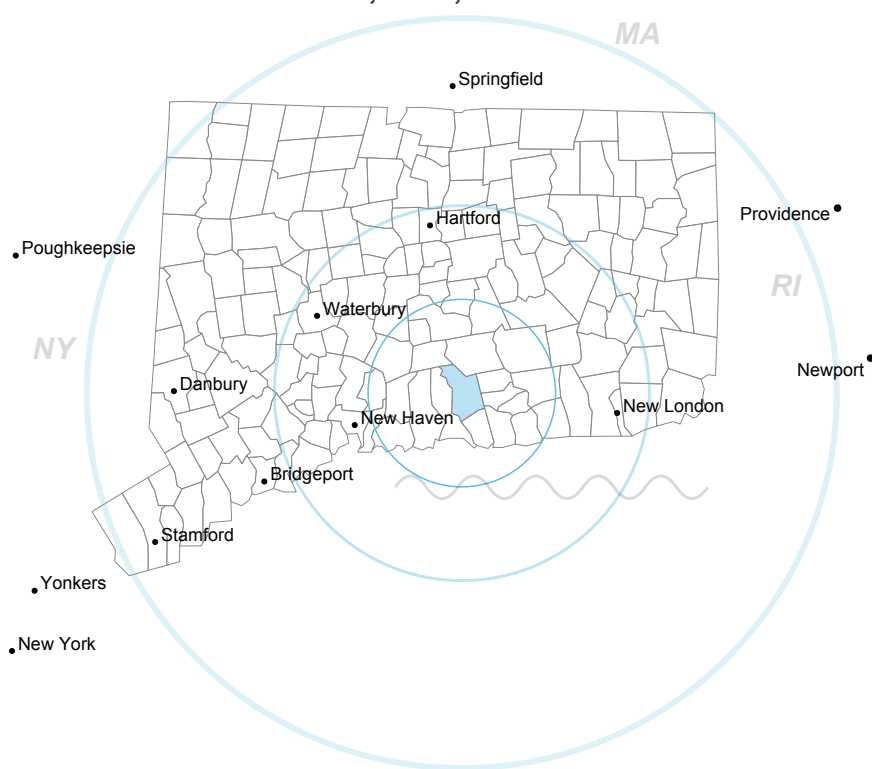 MA
Springfield
Hartford
Providence
Poughkeepsie
RI
Waterbury
NY
Newport
Danbury
New London
New Haven
Bridgeport
Stamford
Yonkers
New York